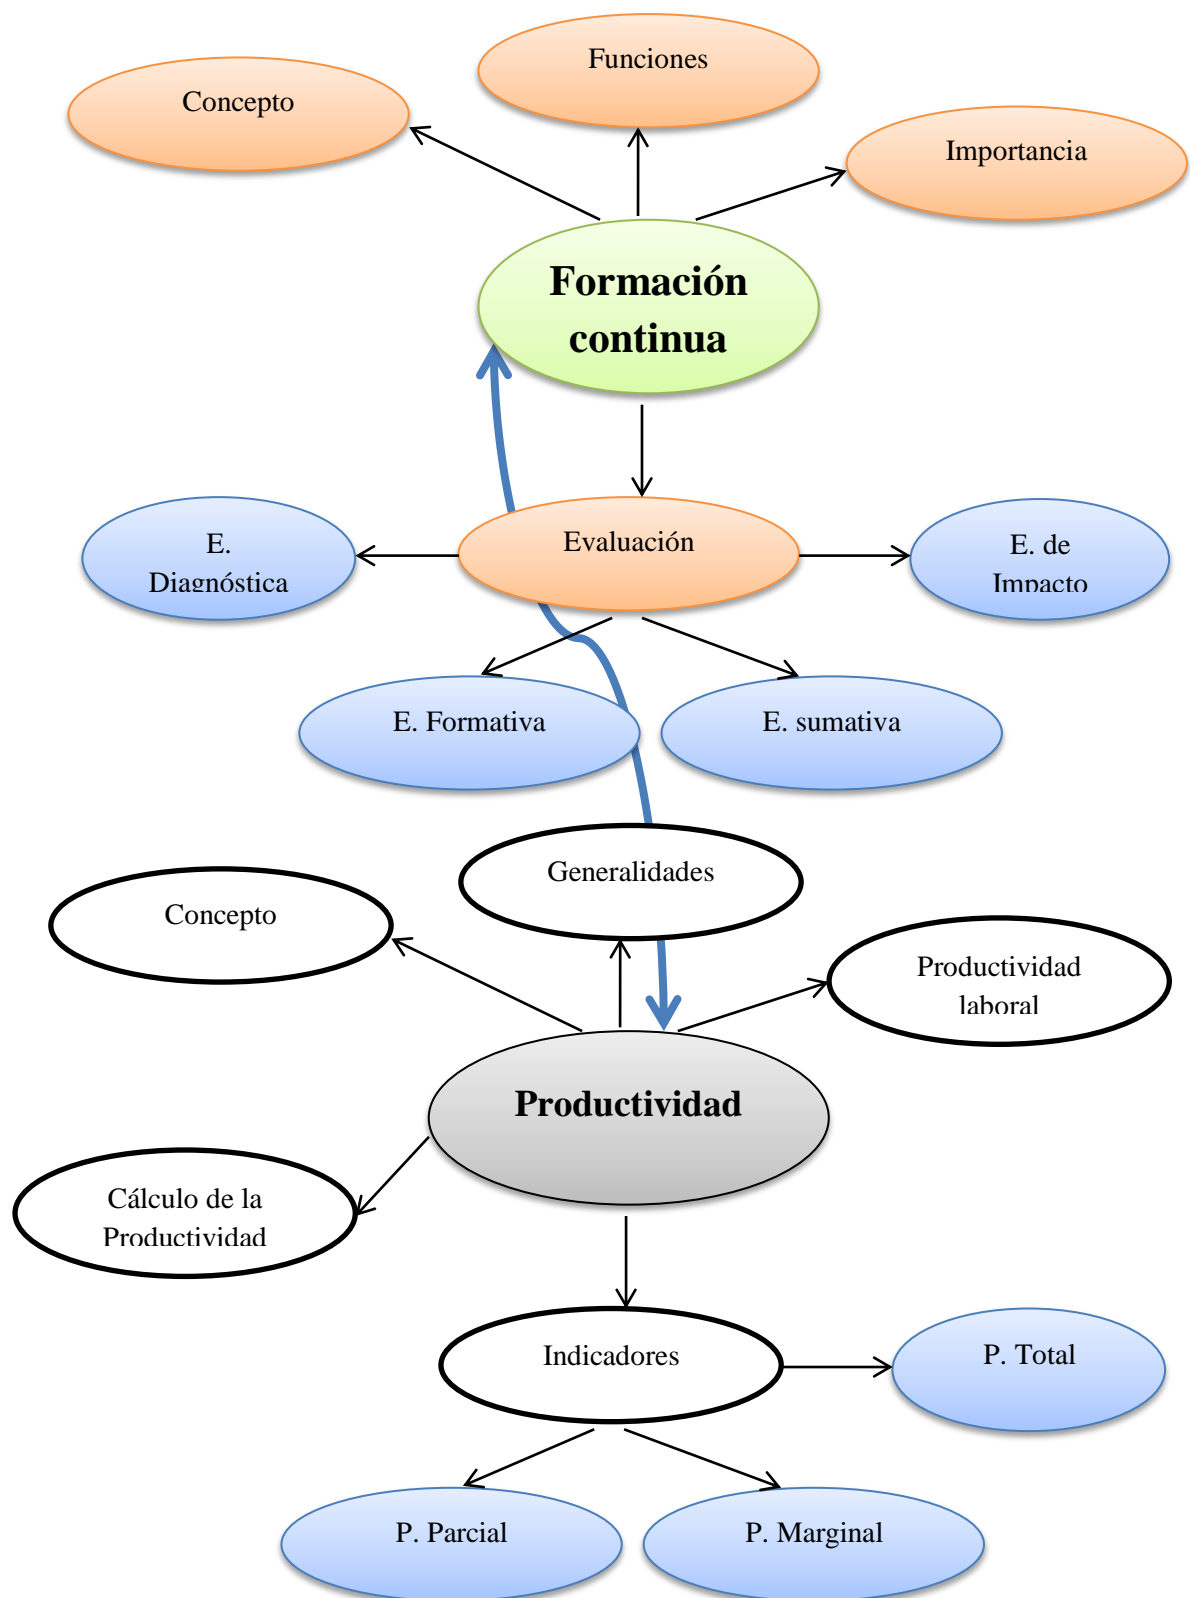 Funciones
Concepto
Importancia
Formación
continua
E.
Diagnóstica
Evaluación
E. de
Impacto
E. Formativa
E. sumativa
Generalidades
Concepto
Productividad
laboral
Productividad
Cálculo de la
Productividad
Indicadores
P. Total
P. Parcial
P. Marginal